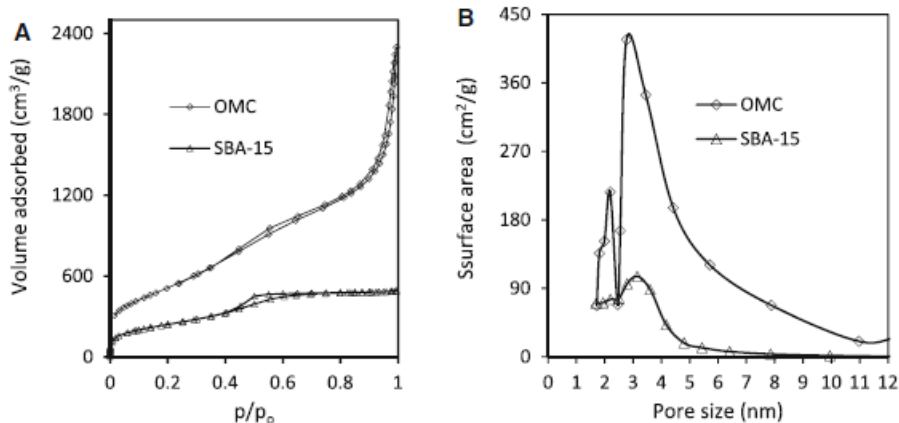 A
2400
1800
1200
600
0
Volume adsorbed (cm³/g)
OMC
SBA-15
0 0.2 0.4 0.6 0.8 1
p/pₒ
B
450
360
270
180
90
0
Ssurface area (cm²/g)
OMC
SBA-15
0 1 2 3 4 5 6 7 8 9 10 11 12
Pore size (nm)